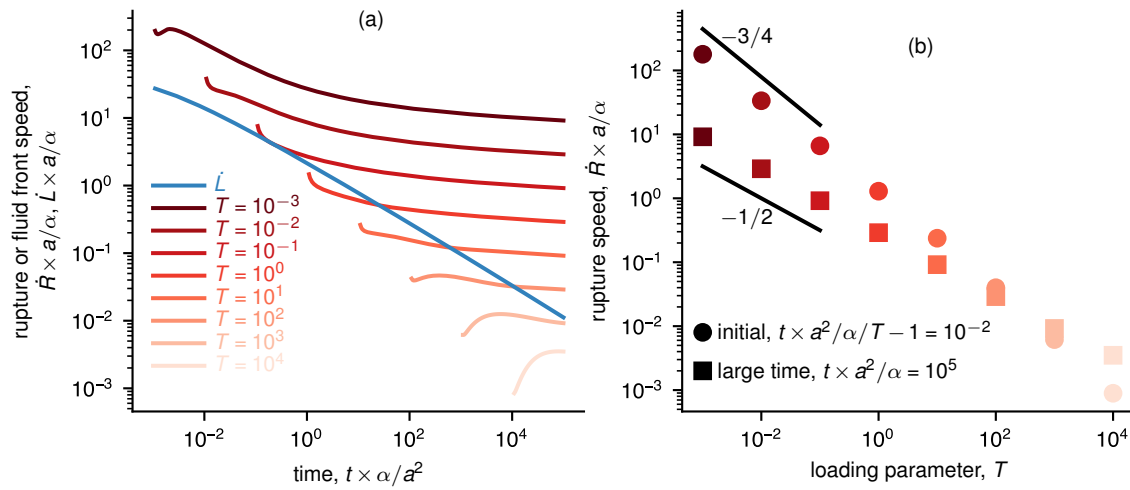 (a)
rupture or fluid front speed,
Ṙ × a/α, L̇ × a/α
10²
10¹
10⁰
10⁻¹
10⁻²
10⁻³
L̇
T = 10⁻³
T = 10⁻²
T = 10⁻¹
T = 10⁰
T = 10¹
T = 10²
T = 10³
T = 10⁴
10⁻²
10⁰
10²
10⁴
time, t × α/a²
(b)
rupture speed, Ṙ × a/α
10²
10¹
10⁰
10⁻¹
10⁻²
10⁻³
−3/4
−1/2
initial, t × a²/α/T − 1 = 10⁻²
large time, t × a²/α = 10⁵
10⁻²
10⁰
10²
10⁴
loading parameter, T